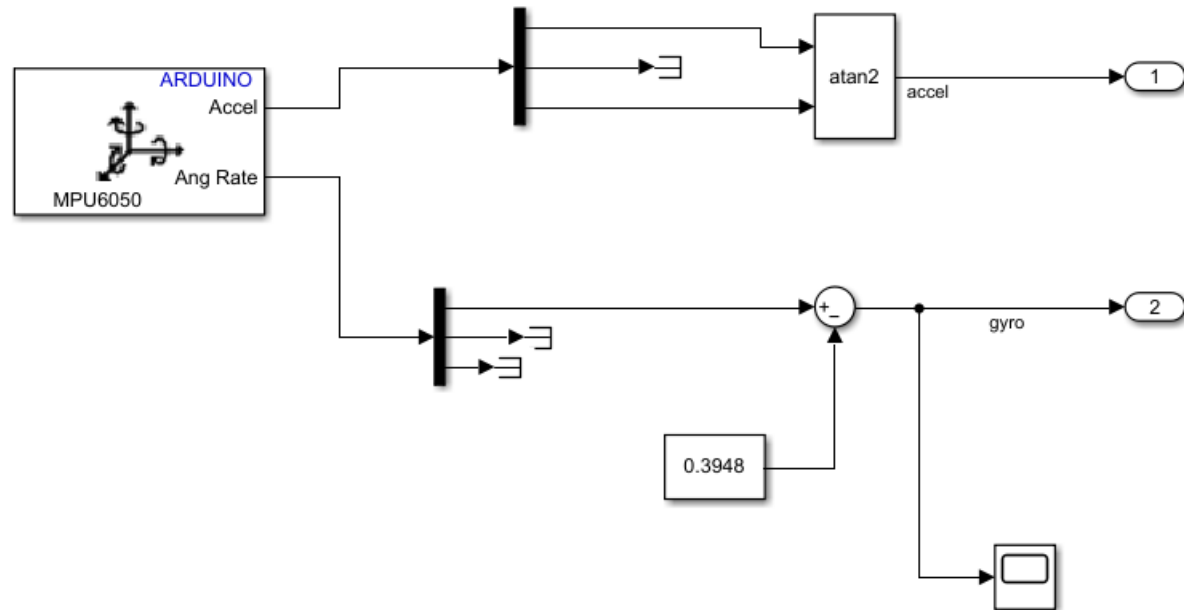 ARDUINO
Accel
Ang Rate
MPU6050
atan2
accel
1
+
−
gyro
2
0.3948